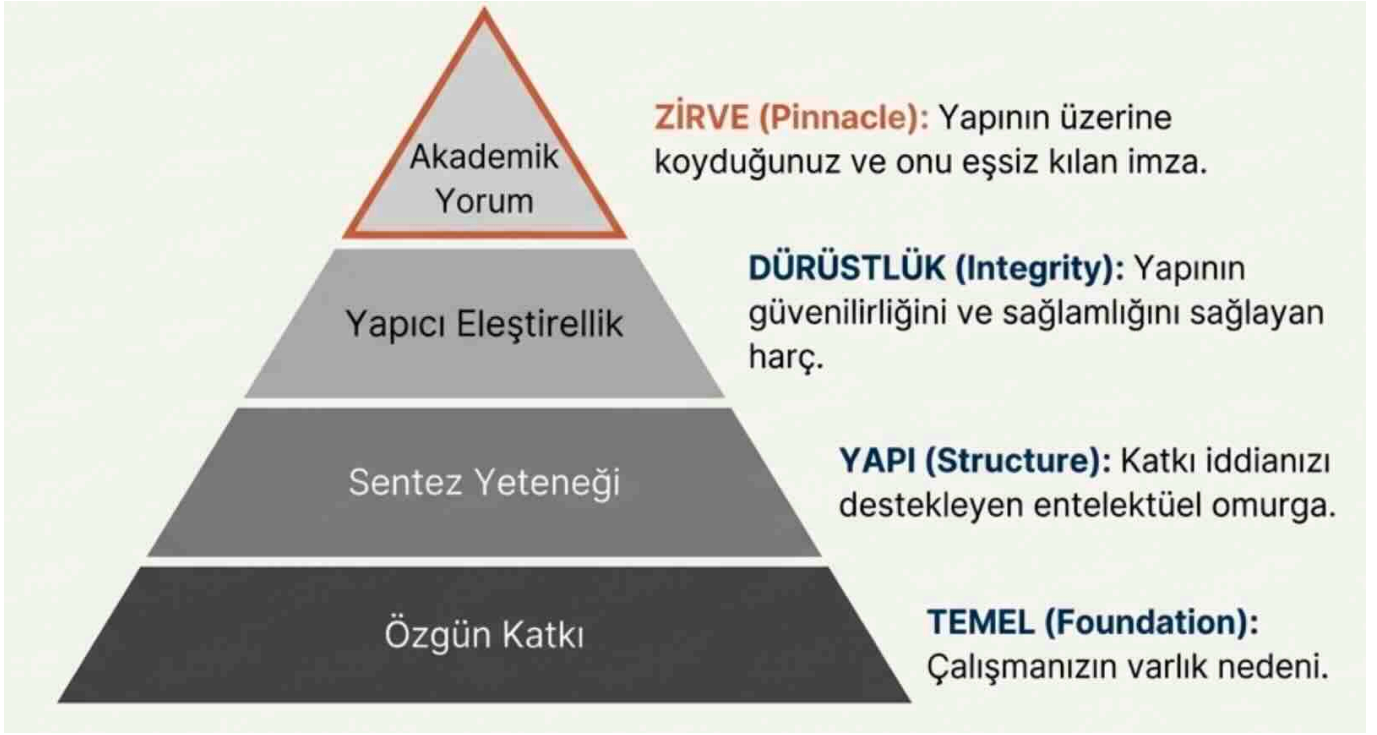 Akademik
Yorum
ZİRVE (Pinnacle): Yapının üzerine
koyduğunuz ve onu eşsiz kılan imza.
Yapıcı Eleştirellik
DÜRÜSTLÜK (Integrity): Yapının
güvenilirliğini ve sağlamlığını sağlayan
harç.
Sentez Yeteneği
YAPI (Structure): Katkı iddianızı
destekleyen entelektüel omurga.
Özgün Katkı
TEMEL (Foundation):
Çalışmanızın varlık nedeni.